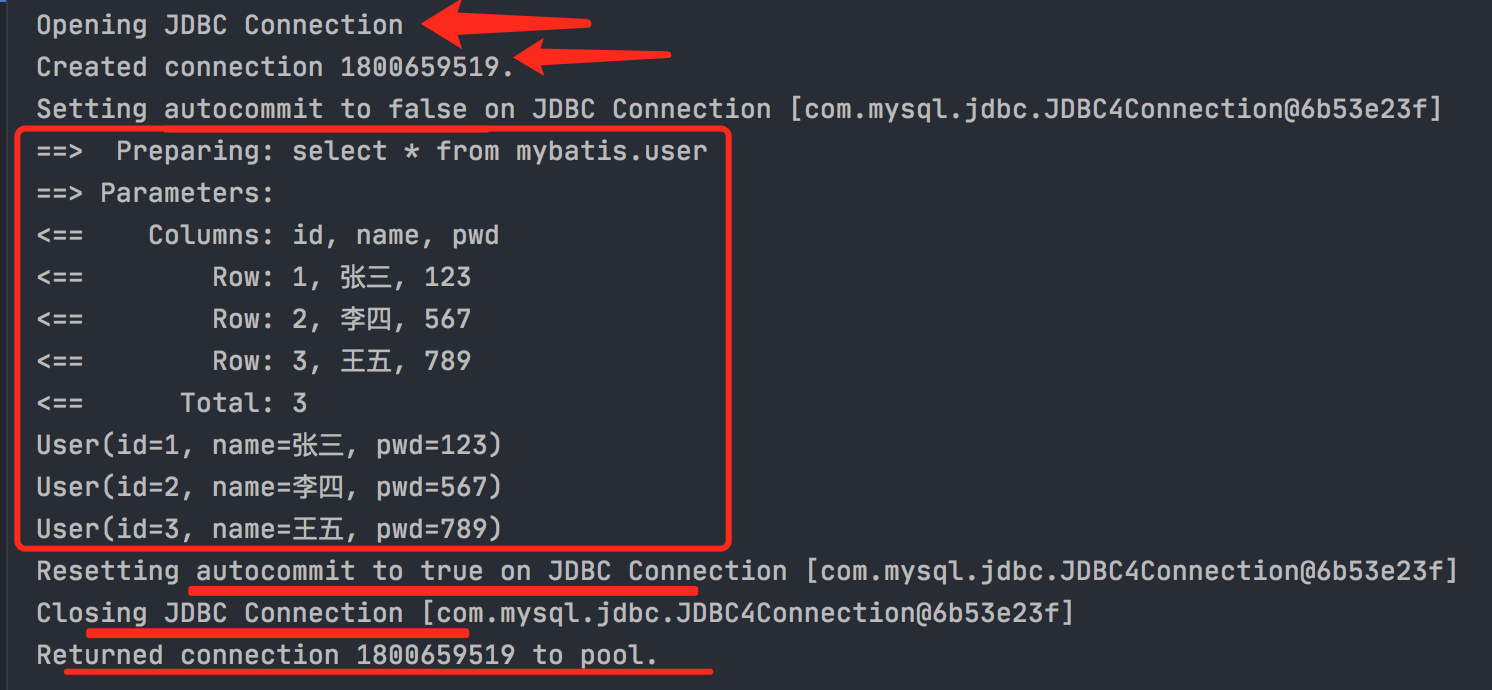 Opening JDBC Connection
Created connection 1800659519.
Setting autocommit to false on JDBC Connection [com.mysql.jdbc.JDBC4Connection@6b53e23f]
==>  Preparing: select * from mybatis.user
==> Parameters:
<==    Columns: id, name, pwd
<==        Row: 1, 张三, 123
<==        Row: 2, 李四, 567
<==        Row: 3, 王五, 789
<==      Total: 3
User(id=1, name=张三, pwd=123)
User(id=2, name=李四, pwd=567)
User(id=3, name=王五, pwd=789)
Resetting autocommit to true on JDBC Connection [com.mysql.jdbc.JDBC4Connection@6b53e23f]
Closing JDBC Connection [com.mysql.jdbc.JDBC4Connection@6b53e23f]
Returned connection 1800659519 to pool.